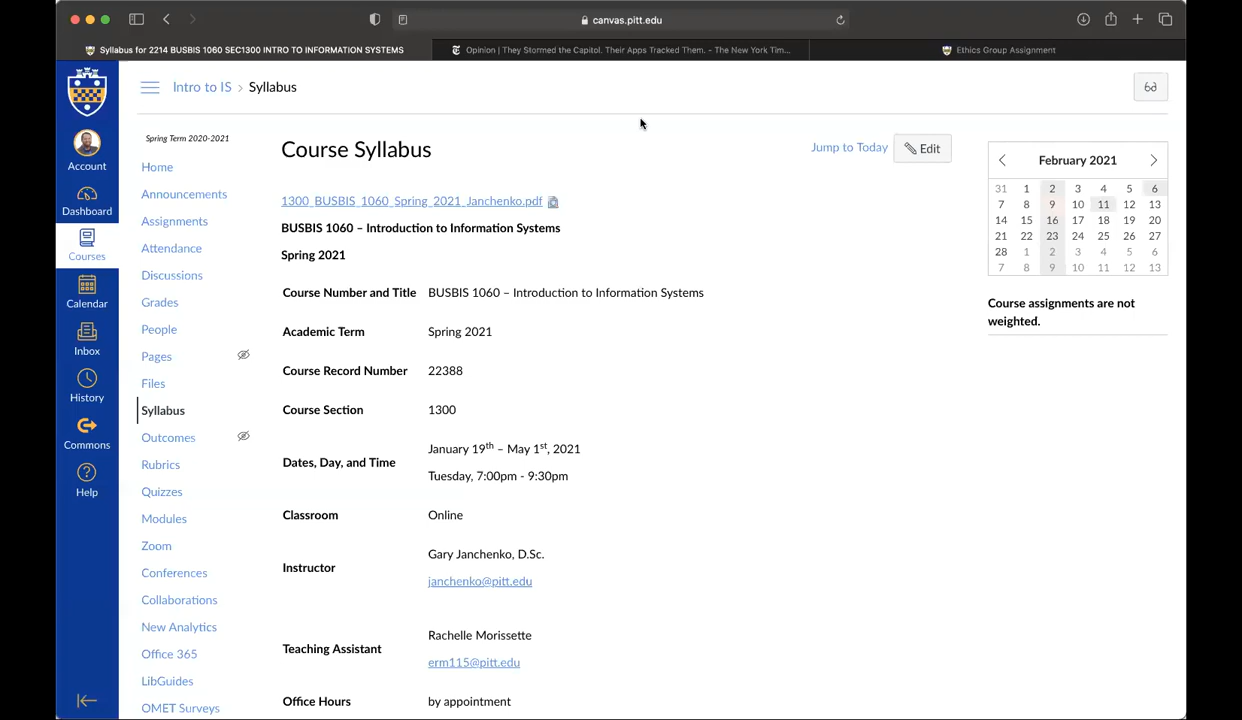 canvas.pitt.edu
Syllabus for 2214 BUSBIS 1060 SEC1300 INTRO TO INFORMATION SYSTEMS
Opinion | They Stormed the Capitol. Their Apps Tracked Them. – The New York Tim...
Ethics Group Assignment
Account
Dashboard
Courses
Calendar
Inbox
History
Commons
Help
Intro to IS › Syllabus
Spring Term 2020-2021
Home
Announcements
Assignments
Attendance
Discussions
Grades
People
Pages
Files
Syllabus
Outcomes
Rubrics
Quizzes
Modules
Zoom
Conferences
Collaborations
New Analytics
Office 365
LibGuides
OMET Surveys
Course Syllabus
Jump to Today
Edit
1300_BUSBIS_1060_Spring_2021_Janchenko.pdf
BUSBIS 1060 – Introduction to Information Systems
Spring 2021
Course Number and Title BUSBIS 1060 – Introduction to Information Systems
Academic Term Spring 2021
Course Record Number 22388
Course Section 1300
Dates, Day, and Time
January 19th – May 1st, 2021
Tuesday, 7:00pm - 9:30pm
Classroom Online
Instructor
Gary Janchenko, D.Sc.
janchenko@pitt.edu
Teaching Assistant
Rachelle Morissette
erm115@pitt.edu
Office Hours by appointment
February 2021
31 1 2 3 4 5 6
7 8 9 10 11 12 13
14 15 16 17 18 19 20
21 22 23 24 25 26 27
28 1 2 3 4 5 6
7 8 9 10 11 12 13
Course assignments are not
weighted.